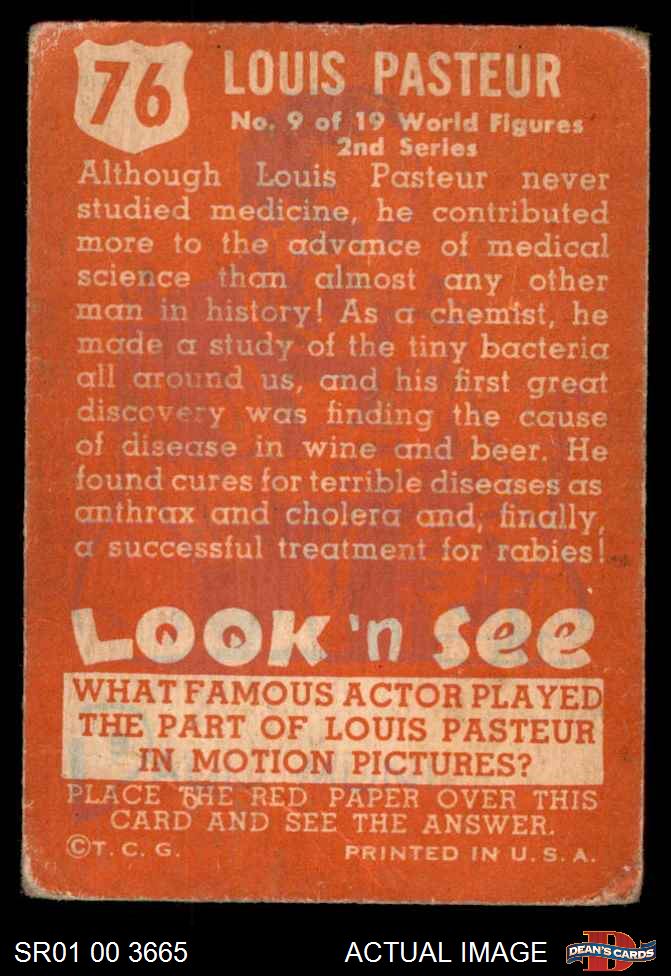 76
LOUIS PASTEUR
No. 9 of 19 World Figures
2nd Series
Although Louis Pasteur never
studied medicine, he contributed
more to the advance of medical
science than almost any other
man in history! As a chemist, he
made a study of the tiny bacteria
all around us, and his first great
discovery was finding the cause
of disease in wine and beer. He
found cures for terrible diseases as
anthrax and cholera and, finally,
a successful treatment for rabies!
LOOK 'n SEE
WHAT FAMOUS ACTOR PLAYED
THE PART OF LOUIS PASTEUR
IN MOTION PICTURES?
PLACE THE RED PAPER OVER THIS
CARD AND SEE THE ANSWER.
© T. C. G. PRINTED IN U. S. A.
SR01 00 3665 ACTUAL IMAGE
D
DEAN'S CARDS